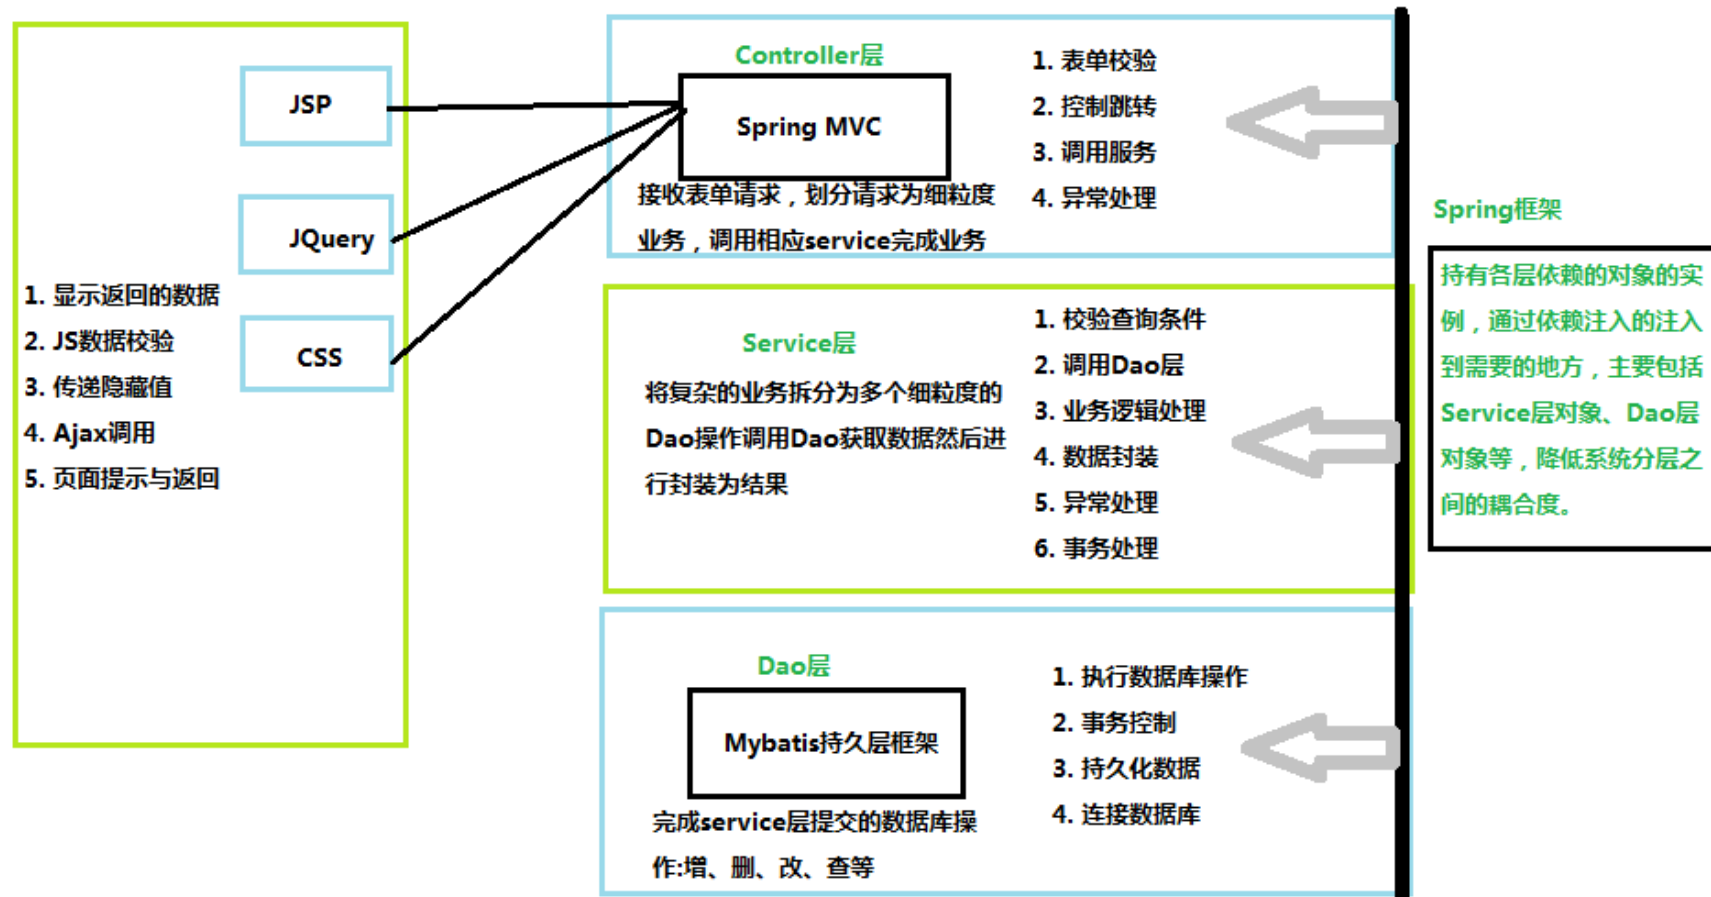 JSP
JQuery
CSS
1. 显示返回的数据
2. JS数据校验
3. 传递隐藏值
4. Ajax调用
5. 页面提示与返回
Controller层
Spring MVC
接收表单请求，划分请求为细粒度
业务，调用相应service完成业务
1. 表单校验
2. 控制跳转
3. 调用服务
4. 异常处理
Service层
将复杂的业务拆分为多个细粒度的
Dao操作调用Dao获取数据然后进
行封装为结果
1. 校验查询条件
2. 调用Dao层
3. 业务逻辑处理
4. 数据封装
5. 异常处理
6. 事务处理
Dao层
Mybatis持久层框架
完成service层提交的数据库操
作:增、删、改、查等
1. 执行数据库操作
2. 事务控制
3. 持久化数据
4. 连接数据库
Spring框架
持有各层依赖的对象的实
例，通过依赖注入的注入
到需要的地方，主要包括
Service层对象、Dao层
对象等，降低系统分层之
间的耦合度。